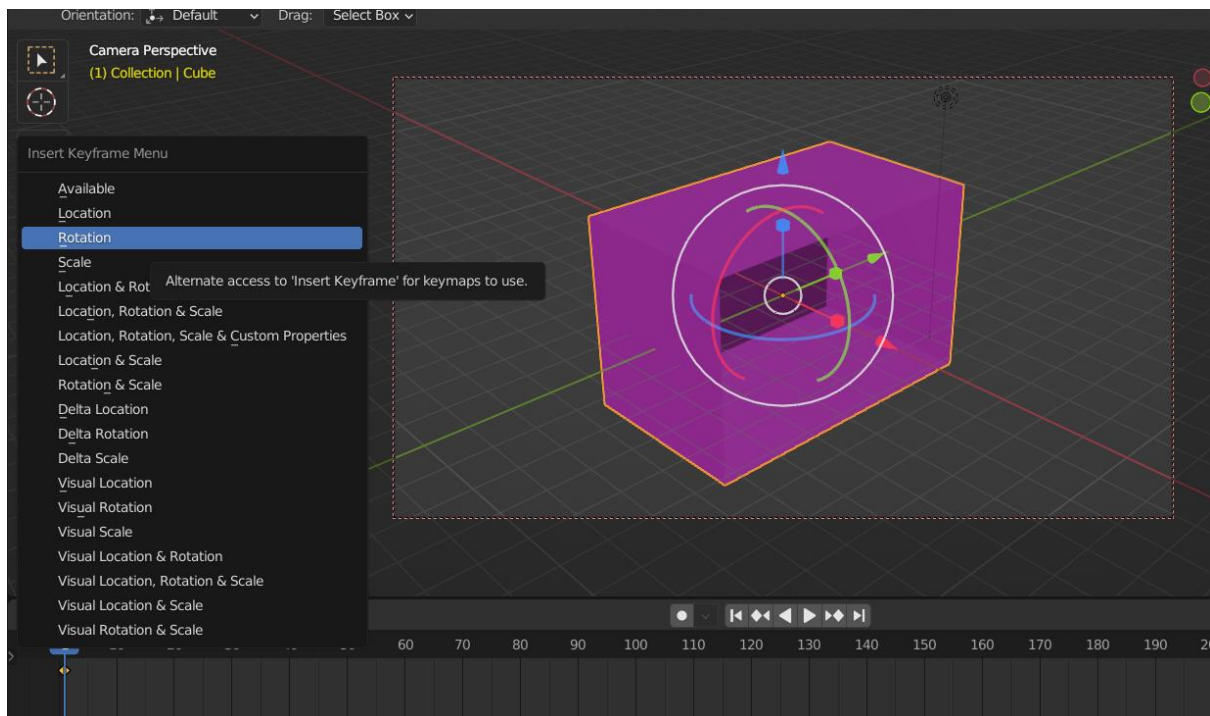 Orientation: Default Drag: Select Box
Camera Perspective
(1) Collection | Cube
Insert Keyframe Menu
Available
Location
Rotation
Scale
Alternate access to 'Insert Keyframe' for keymaps to use.
Location & Rot
Location, Rotation & Scale
Location, Rotation, Scale & Custom Properties
Location & Scale
Rotation & Scale
Delta Location
Delta Rotation
Delta Scale
Visual Location
Visual Rotation
Visual Scale
Visual Location & Rotation
Visual Location, Rotation & Scale
Visual Location & Scale
Visual Rotation & Scale
60 70 80 90 100 110 120 130 140 150 160 170 180 190